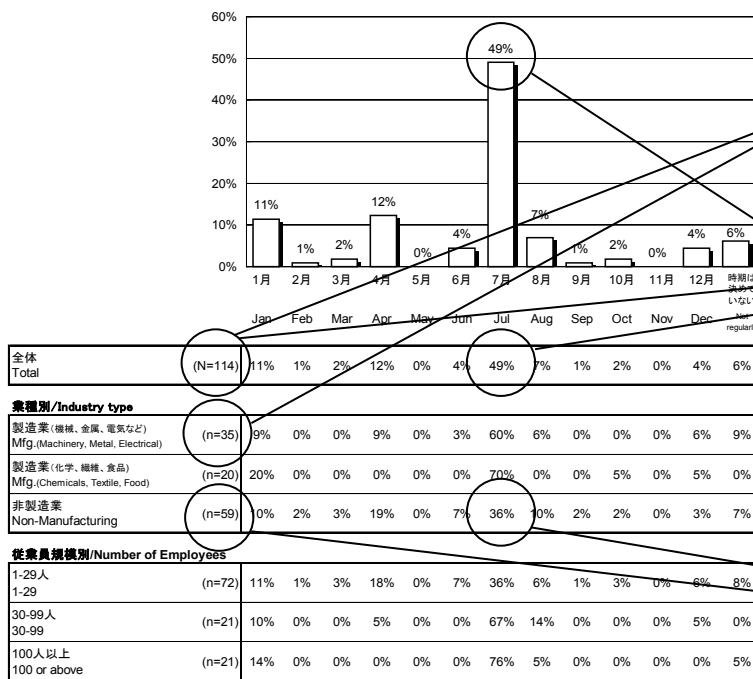 60%
50%
40%
30%
20%
10%
0%
11%
1%
2%
12%
0%
4%
49%
7%
1%
2%
0%
4%
6%
1月 2月 3月 4月 5月 6月 7月 8月 9月 10月 11月 12月 時期は
決めて
いない
Jan Feb Mar Apr May Jun Jul Aug Sep Oct Nov Dec Not
regularl
全体
Total (N=114) 11% 1% 2% 12% 0% 4% 49% 7% 1% 2% 0% 4% 6%
業種別/Industry type
製造業(機械、金属、電気など)
Mfg.(Machinery, Metal, Electrical) (n=35) 9% 0% 0% 9% 0% 3% 60% 6% 0% 0% 0% 6% 9%
製造業(化学、繊維、食品)
Mfg.(Chemicals, Textile, Food) (n=20) 20% 0% 0% 0% 0% 0% 70% 0% 0% 5% 0% 5% 0%
非製造業
Non-Manufacturing (n=59) 10% 2% 3% 19% 0% 7% 36% 10% 2% 2% 0% 3% 7%
従業員規模別/Number of Employees
1-29人
1-29 (n=72) 11% 1% 3% 18% 0% 7% 36% 6% 1% 3% 0% 6% 8%
30-99人
30-99 (n=21) 10% 0% 0% 5% 0% 0% 67% 14% 0% 0% 0% 5% 0%
100人以上
100 or above (n=21) 14% 0% 0% 0% 0% 0% 76% 5% 0% 0% 0% 0% 5%